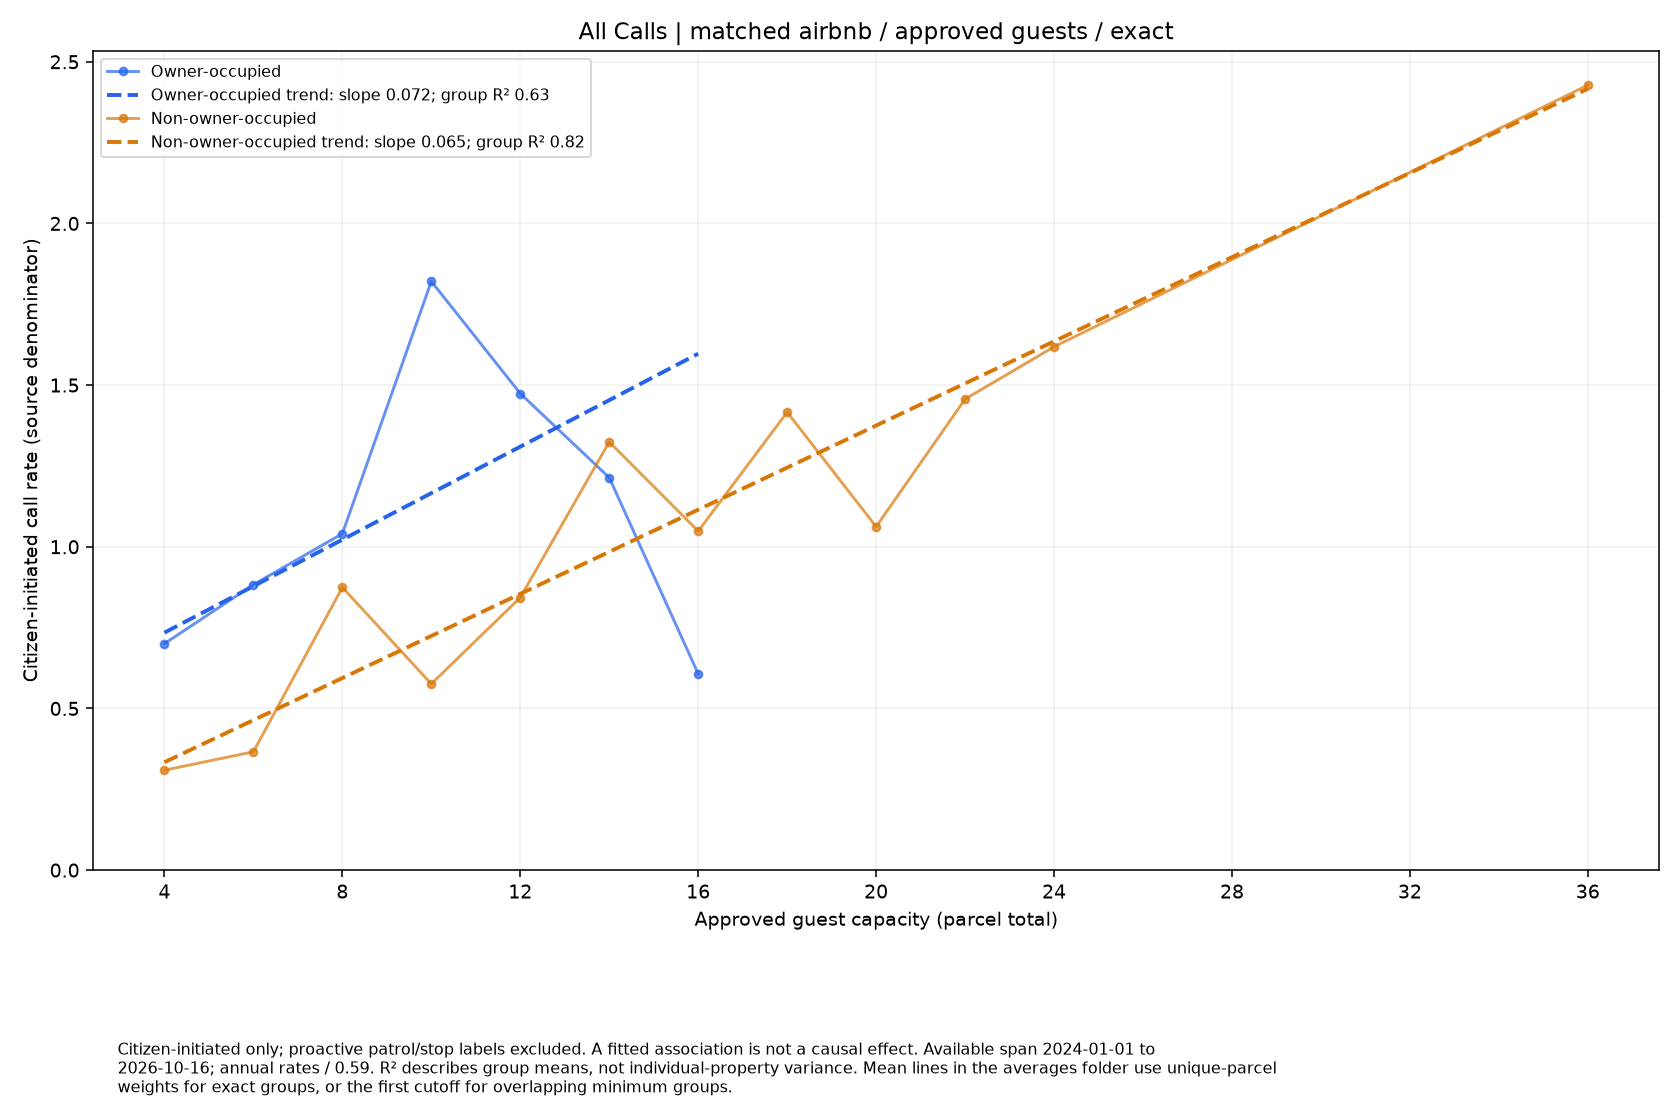 All Calls | matched airbnb / approved guests / exact
Owner-occupied
Owner-occupied trend: slope 0.072; group R² 0.63
Non-owner-occupied
Non-owner-occupied trend: slope 0.065; group R² 0.82
Citizen-initiated call rate (source denominator)
2.5
2.0
1.5
1.0
0.5
0.0
4 8 12 16 20 24 28 32 36
Approved guest capacity (parcel total)
Citizen-initiated only; proactive patrol/stop labels excluded. A fitted association is not a causal effect. Available span 2024-01-01 to
2026-10-16; annual rates / 0.59. R² describes group means, not individual-property variance. Mean lines in the averages folder use unique-parcel
weights for exact groups, or the first cutoff for overlapping minimum groups.